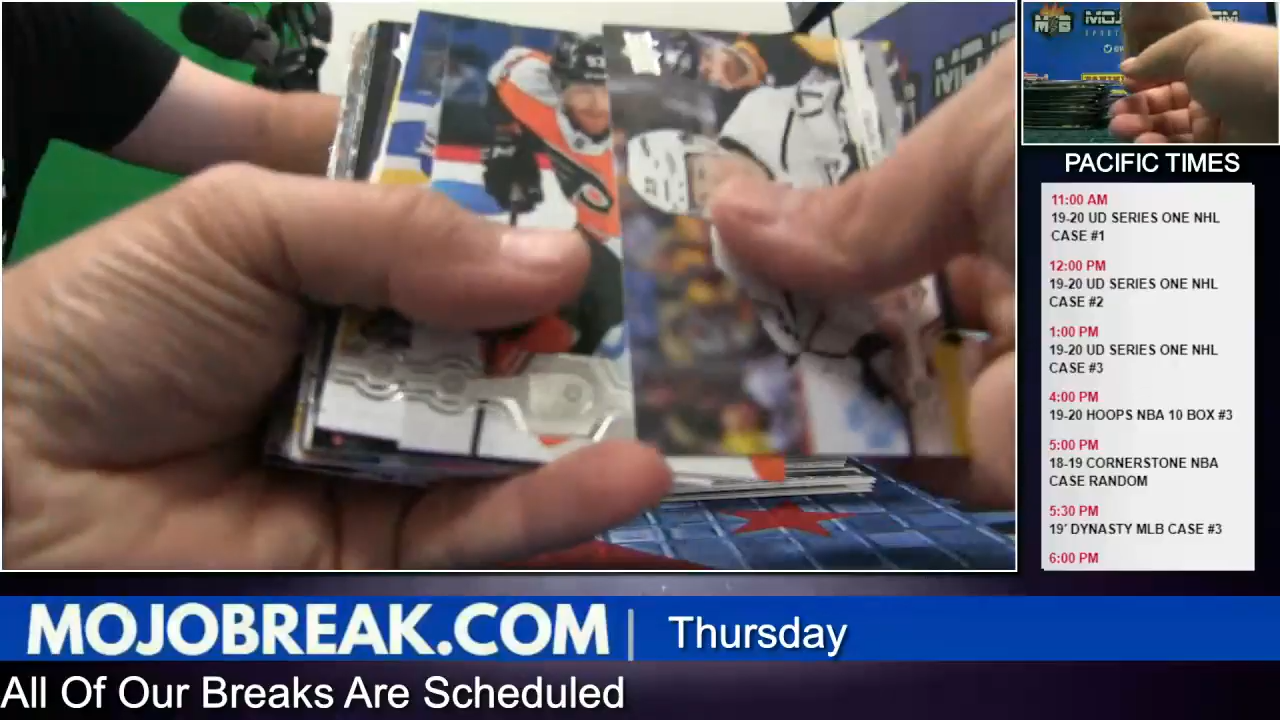 PACIFIC TIMES
11:00 AM
19-20 UD SERIES ONE NHL
CASE #1
12:00 PM
19-20 UD SERIES ONE NHL
CASE #2
1:00 PM
19-20 UD SERIES ONE NHL
CASE #3
4:00 PM
19-20 HOOPS NBA 10 BOX #3
5:00 PM
18-19 CORNERSTONE NBA
CASE RANDOM
5:30 PM
19' DYNASTY MLB CASE #3
6:00 PM
MOJOBREAK.COM | Thursday
All Of Our Breaks Are Scheduled